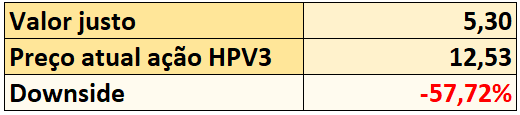 Valor justo 5,30
Preço atual ação HPV3 12,53
Downside -57,72%